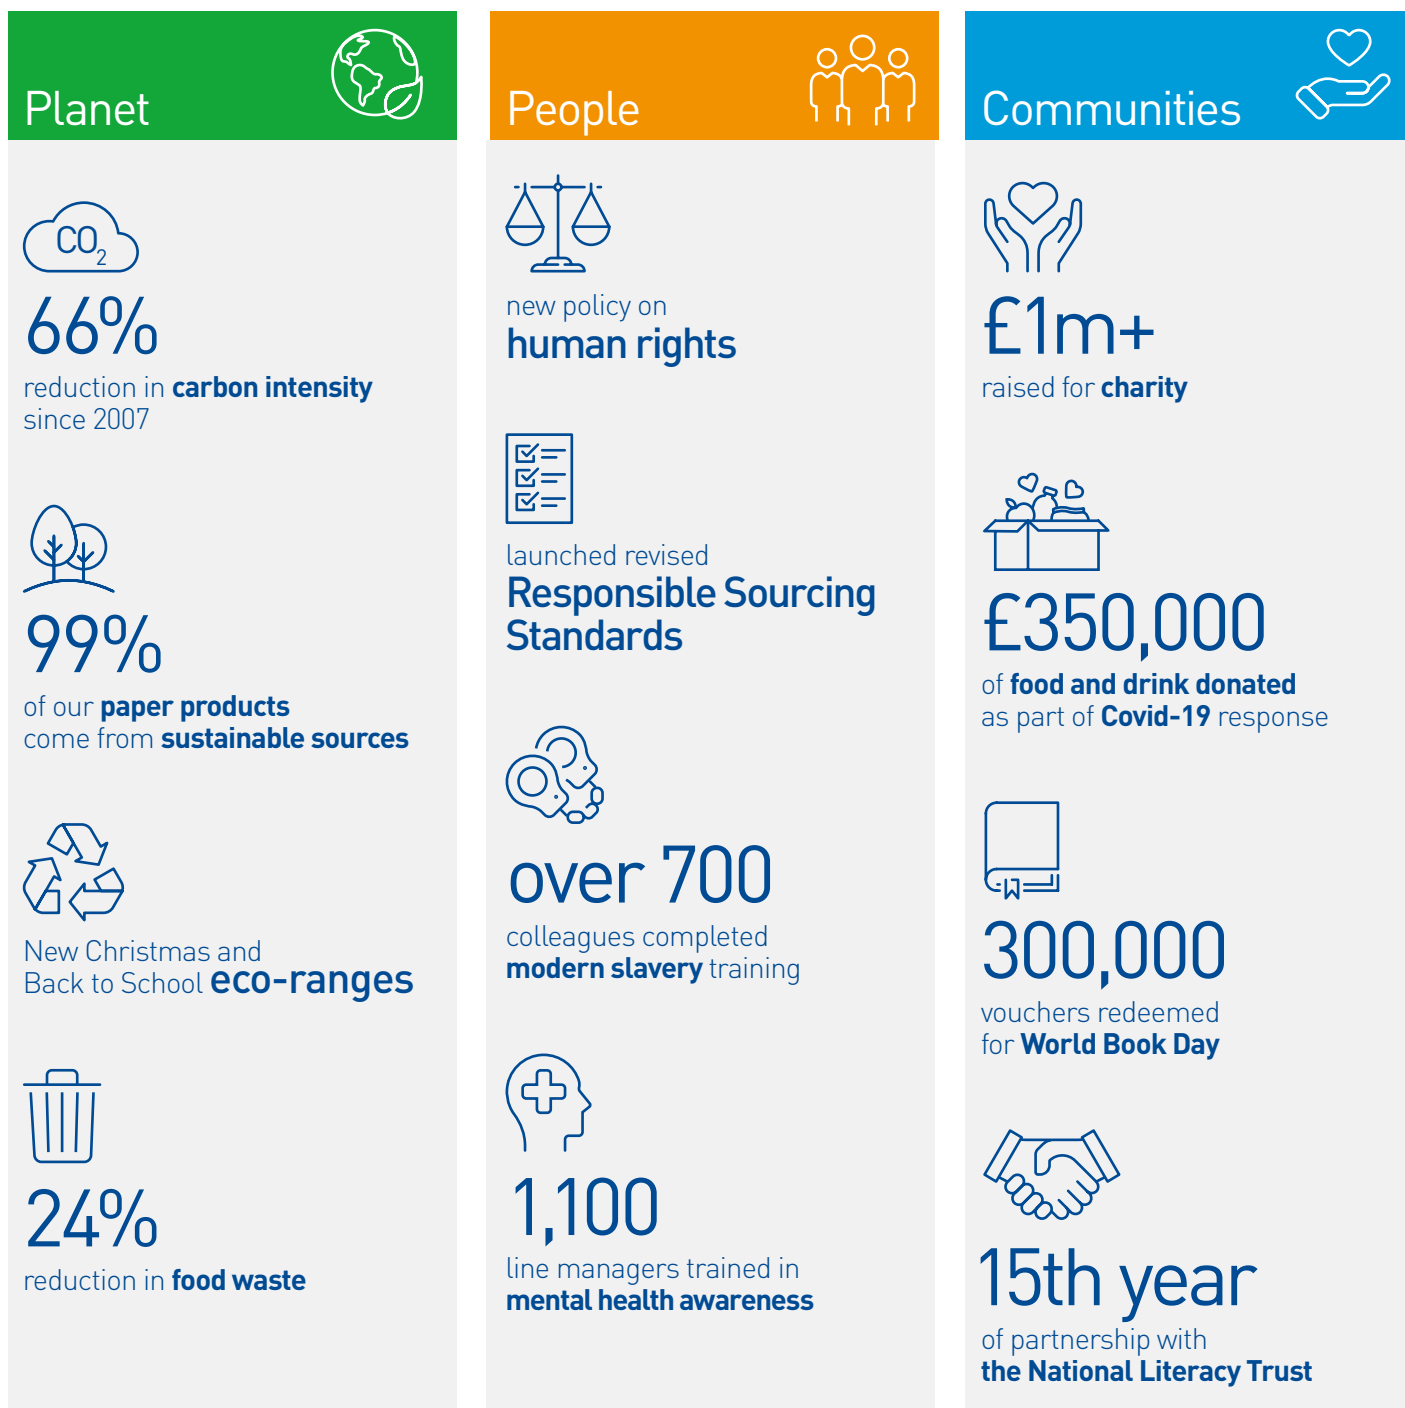 Planet
CO2
66%
reduction in carbon intensity
since 2007
99%
of our paper products
come from sustainable sources
New Christmas and
Back to School eco-ranges
24%
reduction in food waste
People
new policy on
human rights
launched revised
Responsible Sourcing
Standards
over 700
colleagues completed
modern slavery training
1,100
line managers trained in
mental health awareness
Communities
£1m+
raised for charity
£350,000
of food and drink donated
as part of Covid-19 response
300,000
vouchers redeemed
for World Book Day
15th year
of partnership with
the National Literacy Trust